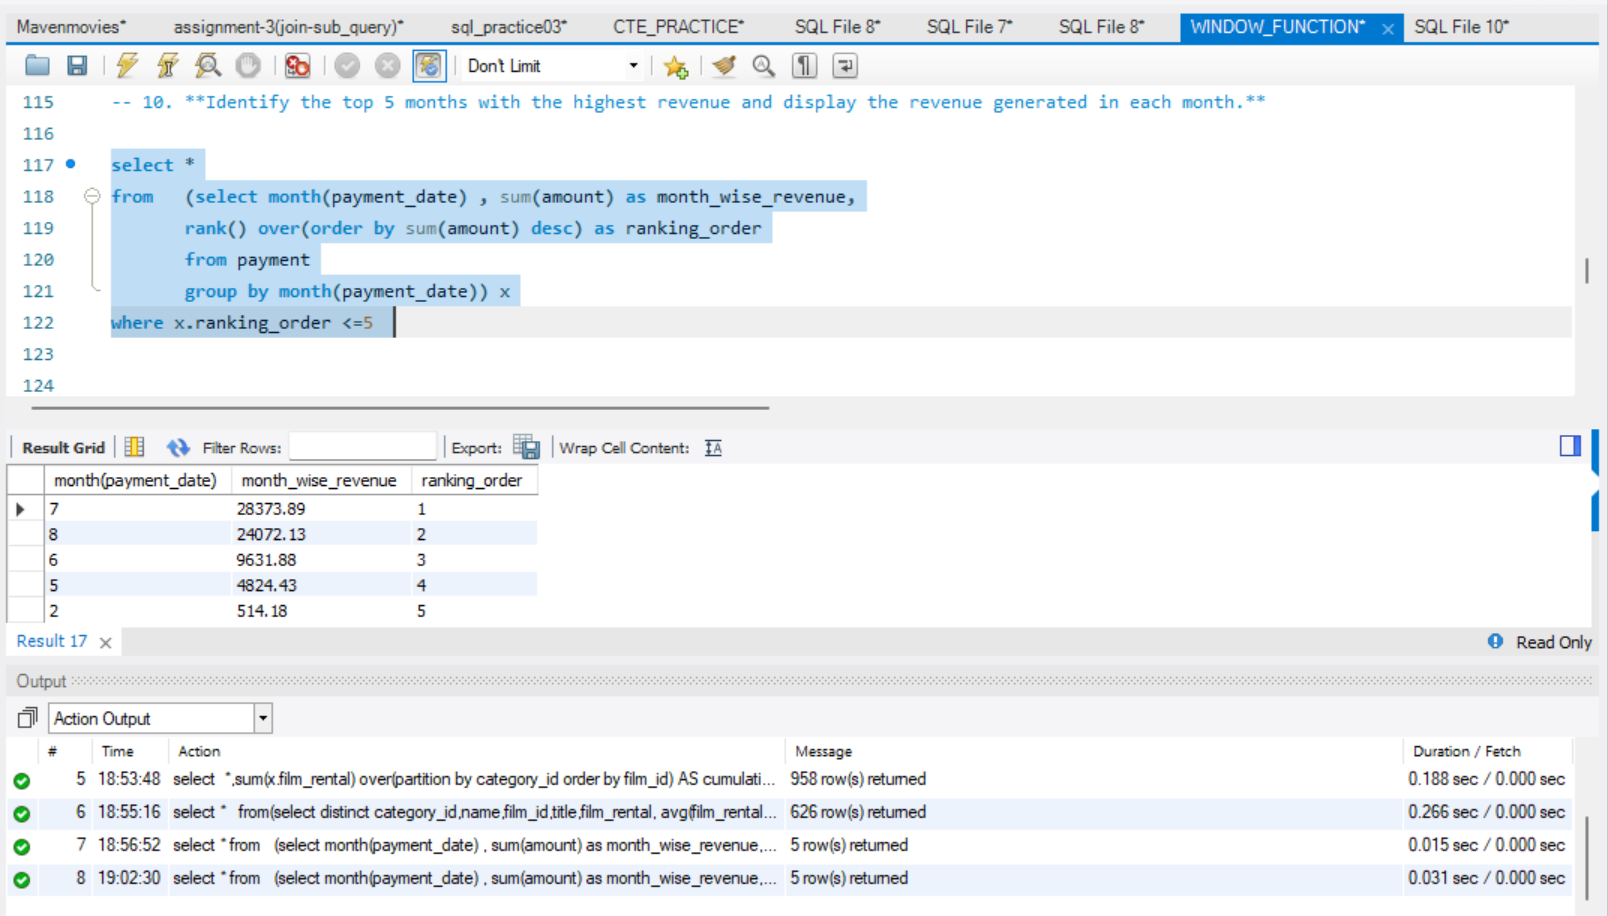 Mavenmovies* assignment-3(join-sub_query)* sql_practice03* CTE_PRACTICE* SQL File 8* SQL File 7* SQL File 8* WINDOW_FUNCTION* SQL File 10*
Don't Limit
115 -- 10. **Identify the top 5 months with the highest revenue and display the revenue generated in each month.**
116
117 select *
118 from (select month(payment_date) , sum(amount) as month_wise_revenue,
119 rank() over(order by sum(amount) desc) as ranking_order
120 from payment
121 group by month(payment_date)) x
122 where x.ranking_order <=5
123
124
Result Grid Filter Rows: Export: Wrap Cell Content:
month(payment_date) month_wise_revenue ranking_order
7 28373.89 1
8 24072.13 2
6 9631.88 3
5 4824.43 4
2 514.18 5
Result 17 Read Only
Output
Action Output
# Time Action Message Duration / Fetch
5 18:53:48 select *,sum(x.film_rental) over(partition by category_id order by film_id) AS cumulati... 958 row(s) returned 0.188 sec / 0.000 sec
6 18:55:16 select * from(select distinct category_id,name,film_id,title,film_rental, avg(film_rental... 626 row(s) returned 0.266 sec / 0.000 sec
7 18:56:52 select * from (select month(payment_date) , sum(amount) as month_wise_revenue,... 5 row(s) returned 0.015 sec / 0.000 sec
8 19:02:30 select * from (select month(payment_date) , sum(amount) as month_wise_revenue,... 5 row(s) returned 0.031 sec / 0.000 sec